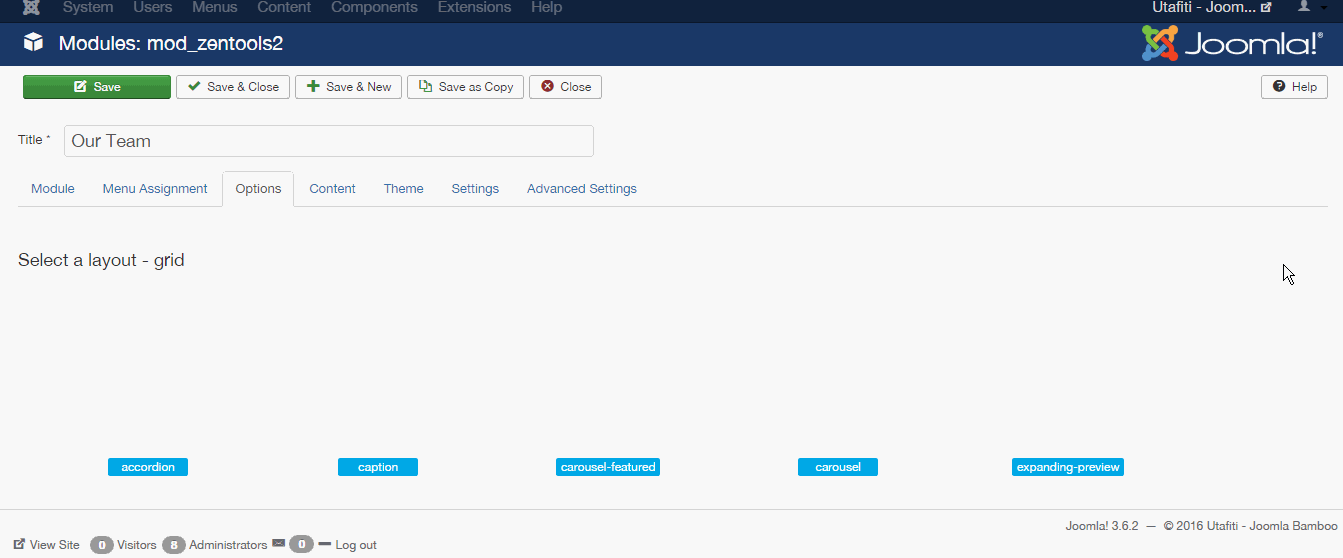 System Users Menus Content Components Extensions Help Utafiti - Joom...
Modules: mod_zentools2 Joomla!®
Save Save & Close Save & New Save as Copy Close Help
Title * Our Team
Module Menu Assignment Options Content Theme Settings Advanced Settings
Select a layout - grid
accordion caption carousel-featured carousel expanding-preview
Joomla! 3.6.2 — © 2016 Utafiti - Joomla Bamboo
View Site 0 Visitors 8 Administrators 0 Log out